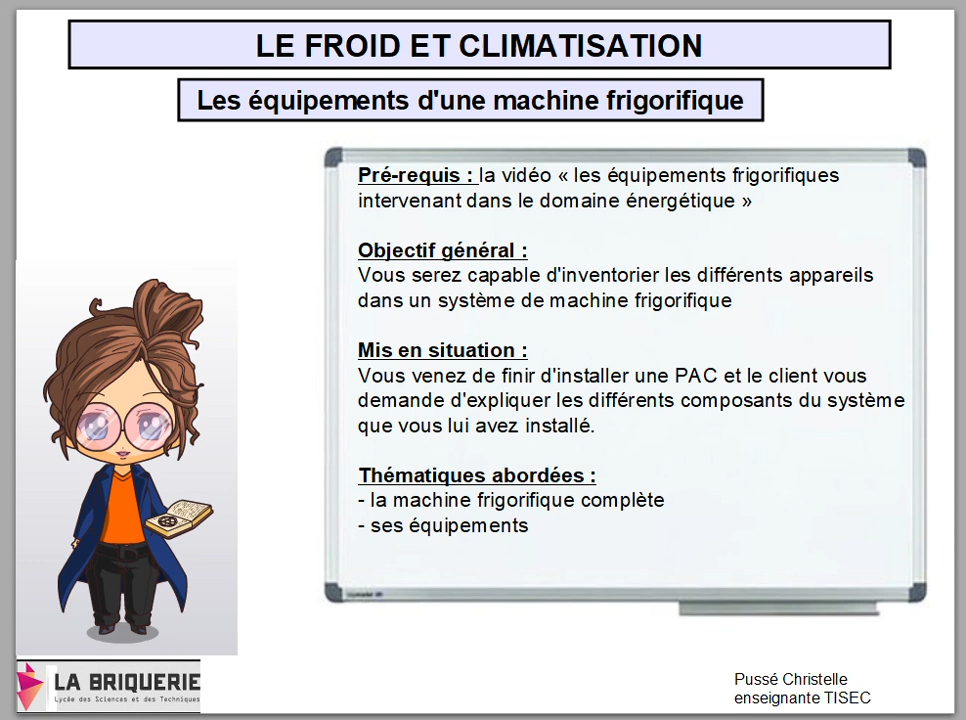 LE FROID ET CLIMATISATION
Les équipements d'une machine frigorifique
Pré-requis : la vidéo « les équipements frigorifiques
intervenant dans le domaine énergétique »
Objectif général :
Vous serez capable d'inventorier les différents appareils
dans un système de machine frigorifique
Mis en situation :
Vous venez de finir d'installer une PAC et le client vous
demande d'expliquer les différents composants du système
que vous lui avez installé.
Thématiques abordées :
- la machine frigorifique complète
- ses équipements
LA BRIQUERIE
Lycée des Sciences et des Techniques
Pussé Christelle
enseignante TISEC